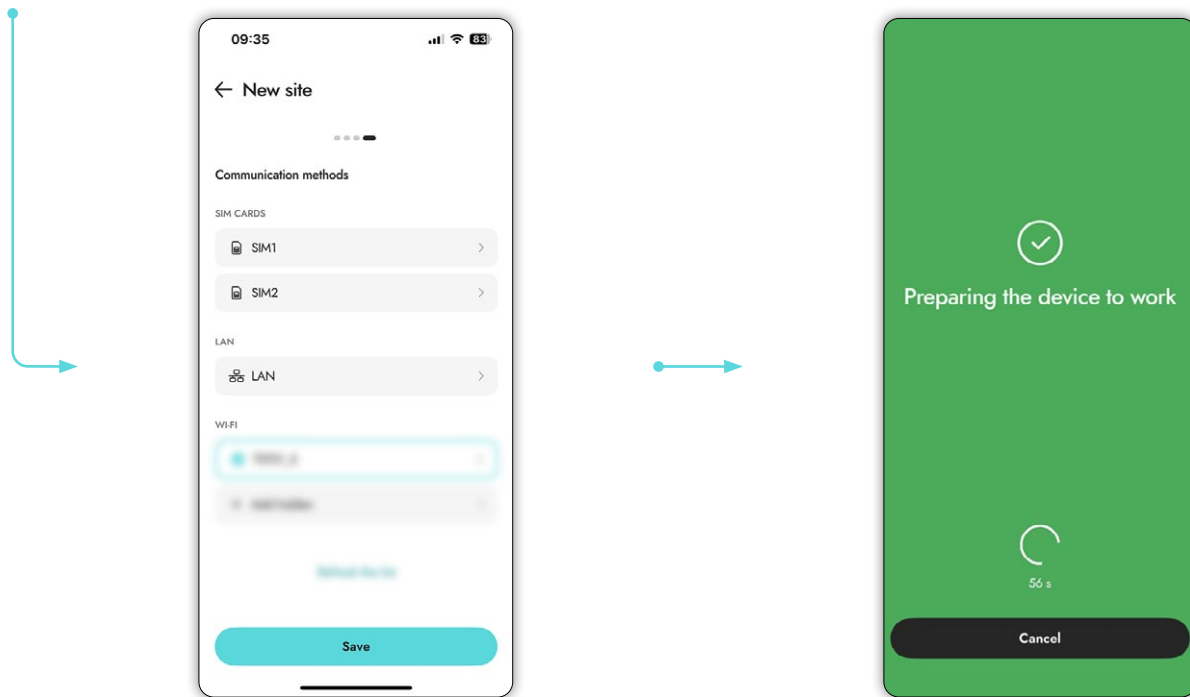 09:35
83
New site
Communication methods
SIM CARDS
SIM1
SIM2
LAN
LAN
WI-FI
Save
Preparing the device to work
56 s
Cancel